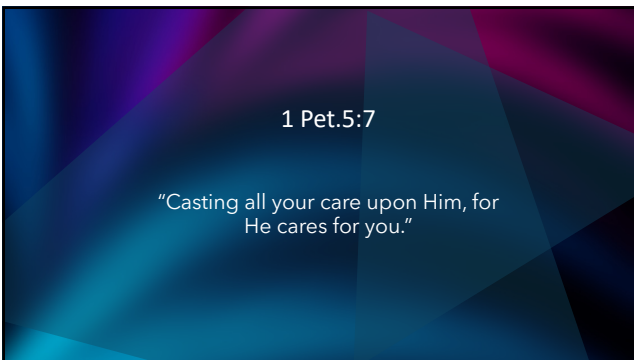 1 Pet.5:7
“Casting all your care upon Him, for
He cares for you.”